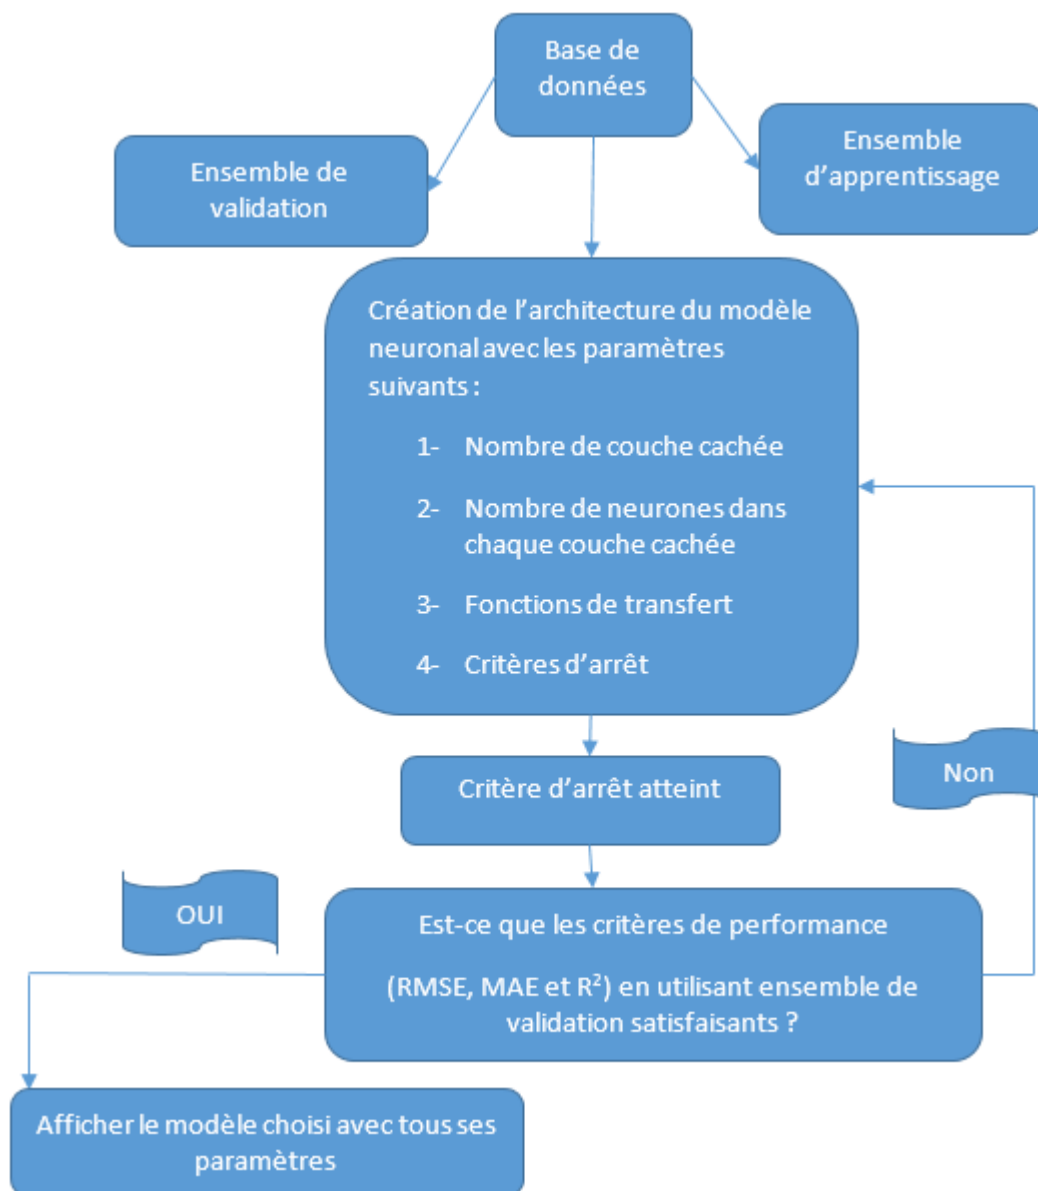 Base de
données
Ensemble de
validation
Ensemble
d’apprentissage
Création de l’architecture du modèle
neuronal avec les paramètres
suivants :
1- Nombre de couche cachée
2- Nombre de neurones dans
chaque couche cachée
3- Fonctions de transfert
4- Critères d’arrêt
Critère d’arrêt atteint
Non
OUI
Est-ce que les critères de performance
(RMSE, MAE et R²) en utilisant ensemble de
validation satisfaisants ?
Afficher le modèle choisi avec tous ses
paramètres